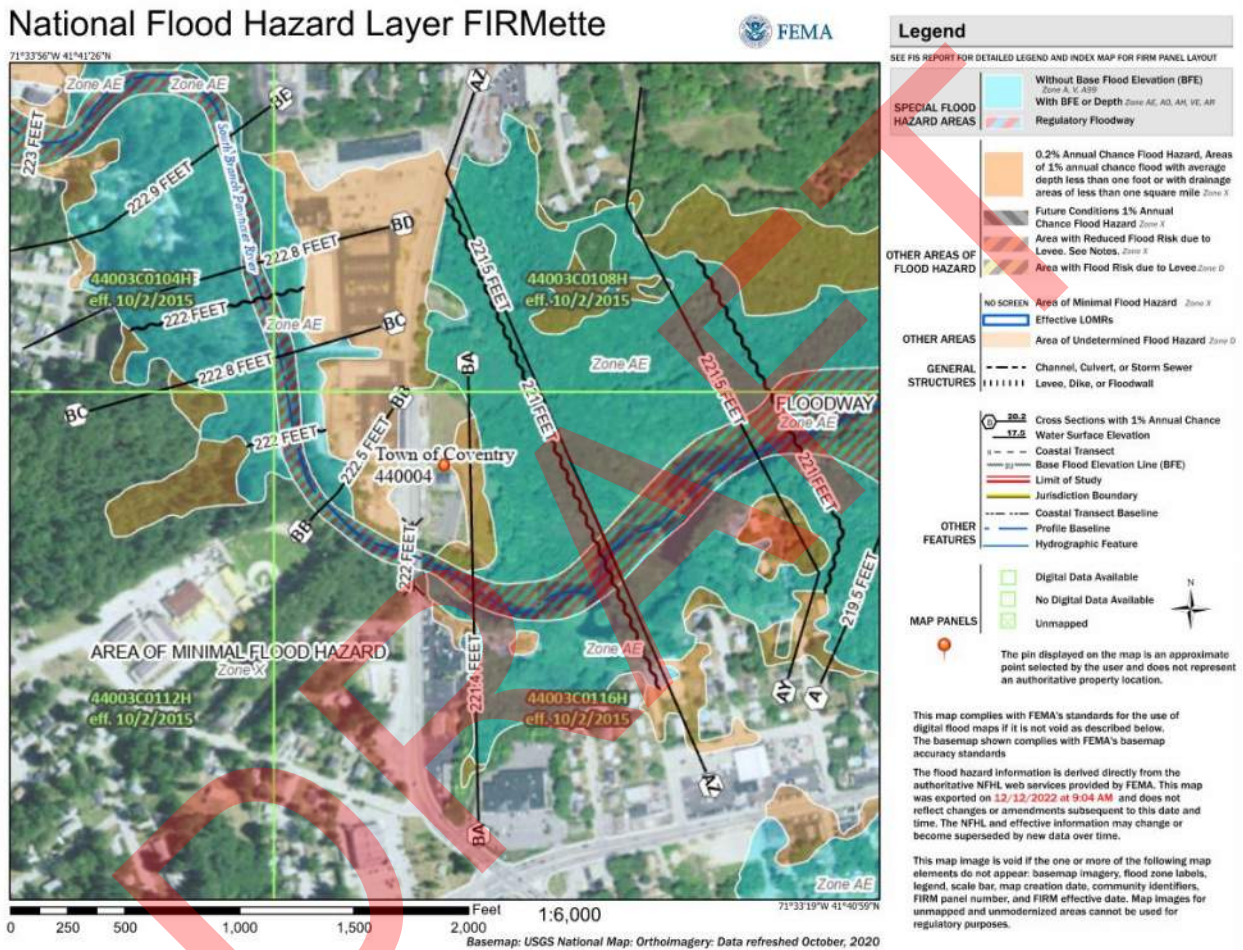 National Flood Hazard Layer FIRMette
FEMA
71°33'56"W 41°41'26"N
Zone AE
Zone AE
BE
AZ
223 FEET
South Branch Pawtuxet River
222.9 FEET
BD
222.8 FEET
221.5 FEET
44003C0104H
eff. 10/2/2015
44003C0108H
eff. 10/2/2015
222 FEET
Zone AE
BC
222.8 FEET
BA
Zone AE
221.5 FEET
BC
BB
221 FEET
FLOODWAY
Zone AE
222 FEET
222.5 FEET
Town of Coventry
440004
221 FEET
BB
222 FEET
219.5 FEET
AREA OF MINIMAL FLOOD HAZARD
Zone X
Zone AE
221.4 FEET
44003C0112H
eff. 10/2/2015
44003C0116H
eff. 10/2/2015
AY
A
AZ
BA
Zone AE
71°33'19"W 41°40'59"N
0 250 500 1,000 1,500 2,000
Feet
1:6,000
Basemap: USGS National Map: Orthoimagery: Data refreshed October, 2020
Legend
SEE FIS REPORT FOR DETAILED LEGEND AND INDEX MAP FOR FIRM PANEL LAYOUT
SPECIAL FLOOD
HAZARD AREAS
Without Base Flood Elevation (BFE)
Zone A, V, A99
With BFE or Depth Zone AE, AO, AH, VE, AR
Regulatory Floodway
OTHER AREAS OF
FLOOD HAZARD
0.2% Annual Chance Flood Hazard, Areas
of 1% annual chance flood with average
depth less than one foot or with drainage
areas of less than one square mile Zone X
Future Conditions 1% Annual
Chance Flood Hazard Zone X
Area with Reduced Flood Risk due to
Levee. See Notes. Zone X
Area with Flood Risk due to Levee Zone D
OTHER AREAS
NO SCREEN Area of Minimal Flood Hazard Zone X
Effective LOMRs
Area of Undetermined Flood Hazard Zone D
GENERAL
STRUCTURES
Channel, Culvert, or Storm Sewer
Levee, Dike, or Floodwall
OTHER
FEATURES
B 20.2 Cross Sections with 1% Annual Chance
17.5 Water Surface Elevation
Coastal Transect
Base Flood Elevation Line (BFE)
Limit of Study
Jurisdiction Boundary
Coastal Transect Baseline
Profile Baseline
Hydrographic Feature
MAP PANELS
Digital Data Available
No Digital Data Available
Unmapped
N
The pin displayed on the map is an approximate
point selected by the user and does not represent
an authoritative property location.
This map complies with FEMA's standards for the use of
digital flood maps if it is not void as described below.
The basemap shown complies with FEMA's basemap
accuracy standards
The flood hazard information is derived directly from the
authoritative NFHL web services provided by FEMA. This map
was exported on 12/12/2022 at 9:04 AM and does not
reflect changes or amendments subsequent to this date and
time. The NFHL and effective information may change or
become superseded by new data over time.
This map image is void if the one or more of the following map
elements do not appear: basemap imagery, flood zone labels,
legend, scale bar, map creation date, community identifiers,
FIRM panel number, and FIRM effective date. Map images for
unmapped and unmodernized areas cannot be used for
regulatory purposes.
DRAFT